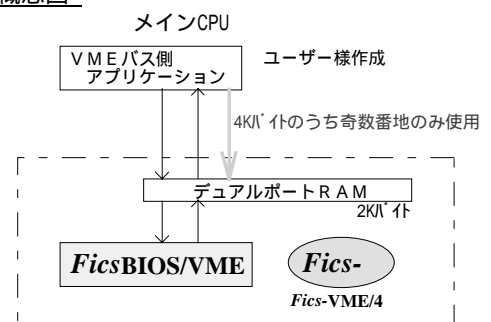 メインCPU
ＶＭＥバス側
アプリケーション
ユーザー様作成
4Kﾊﾞｲﾄのうち奇数番地のみ使用
デュアルポートＲＡＭ
2Kﾊﾞｲﾄ
FicsBIOS/VME
Fics-
Fics-VME/4